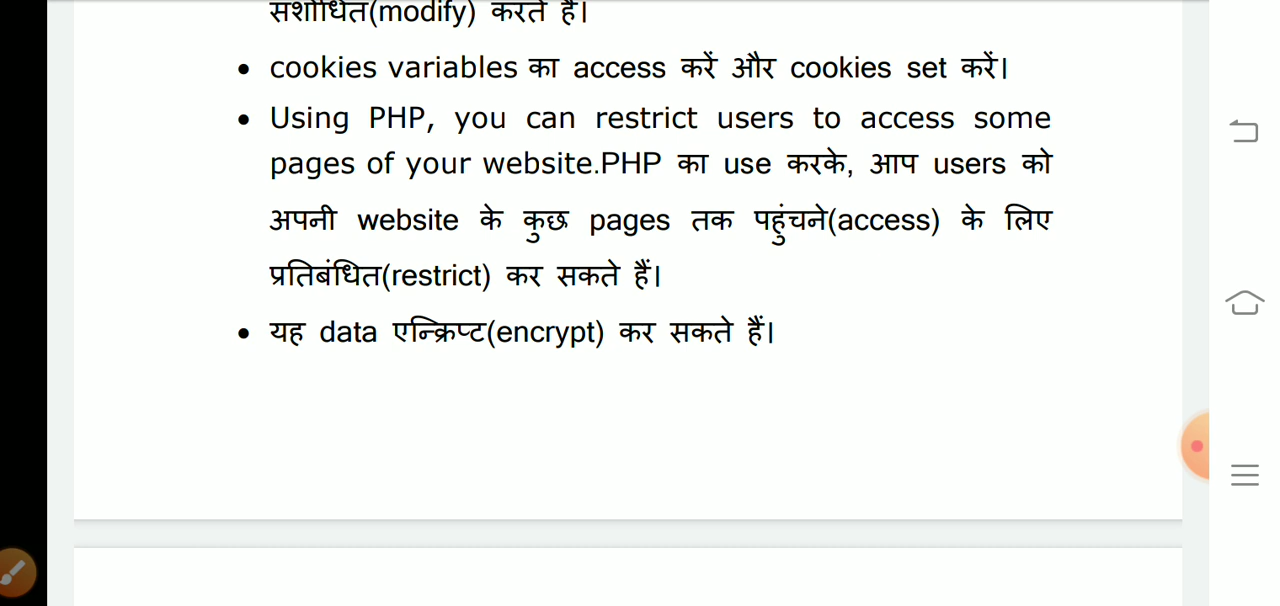 संशोधित(modify) करते हैं।
• cookies variables का access करें और cookies set करें।
• Using PHP, you can restrict users to access some
pages of your website.PHP का use करके, आप users को
अपनी website के कुछ pages तक पहुंचने(access) के लिए
प्रतिबंधित(restrict) कर सकते हैं।
• यह data एन्क्रिप्ट(encrypt) कर सकते हैं।